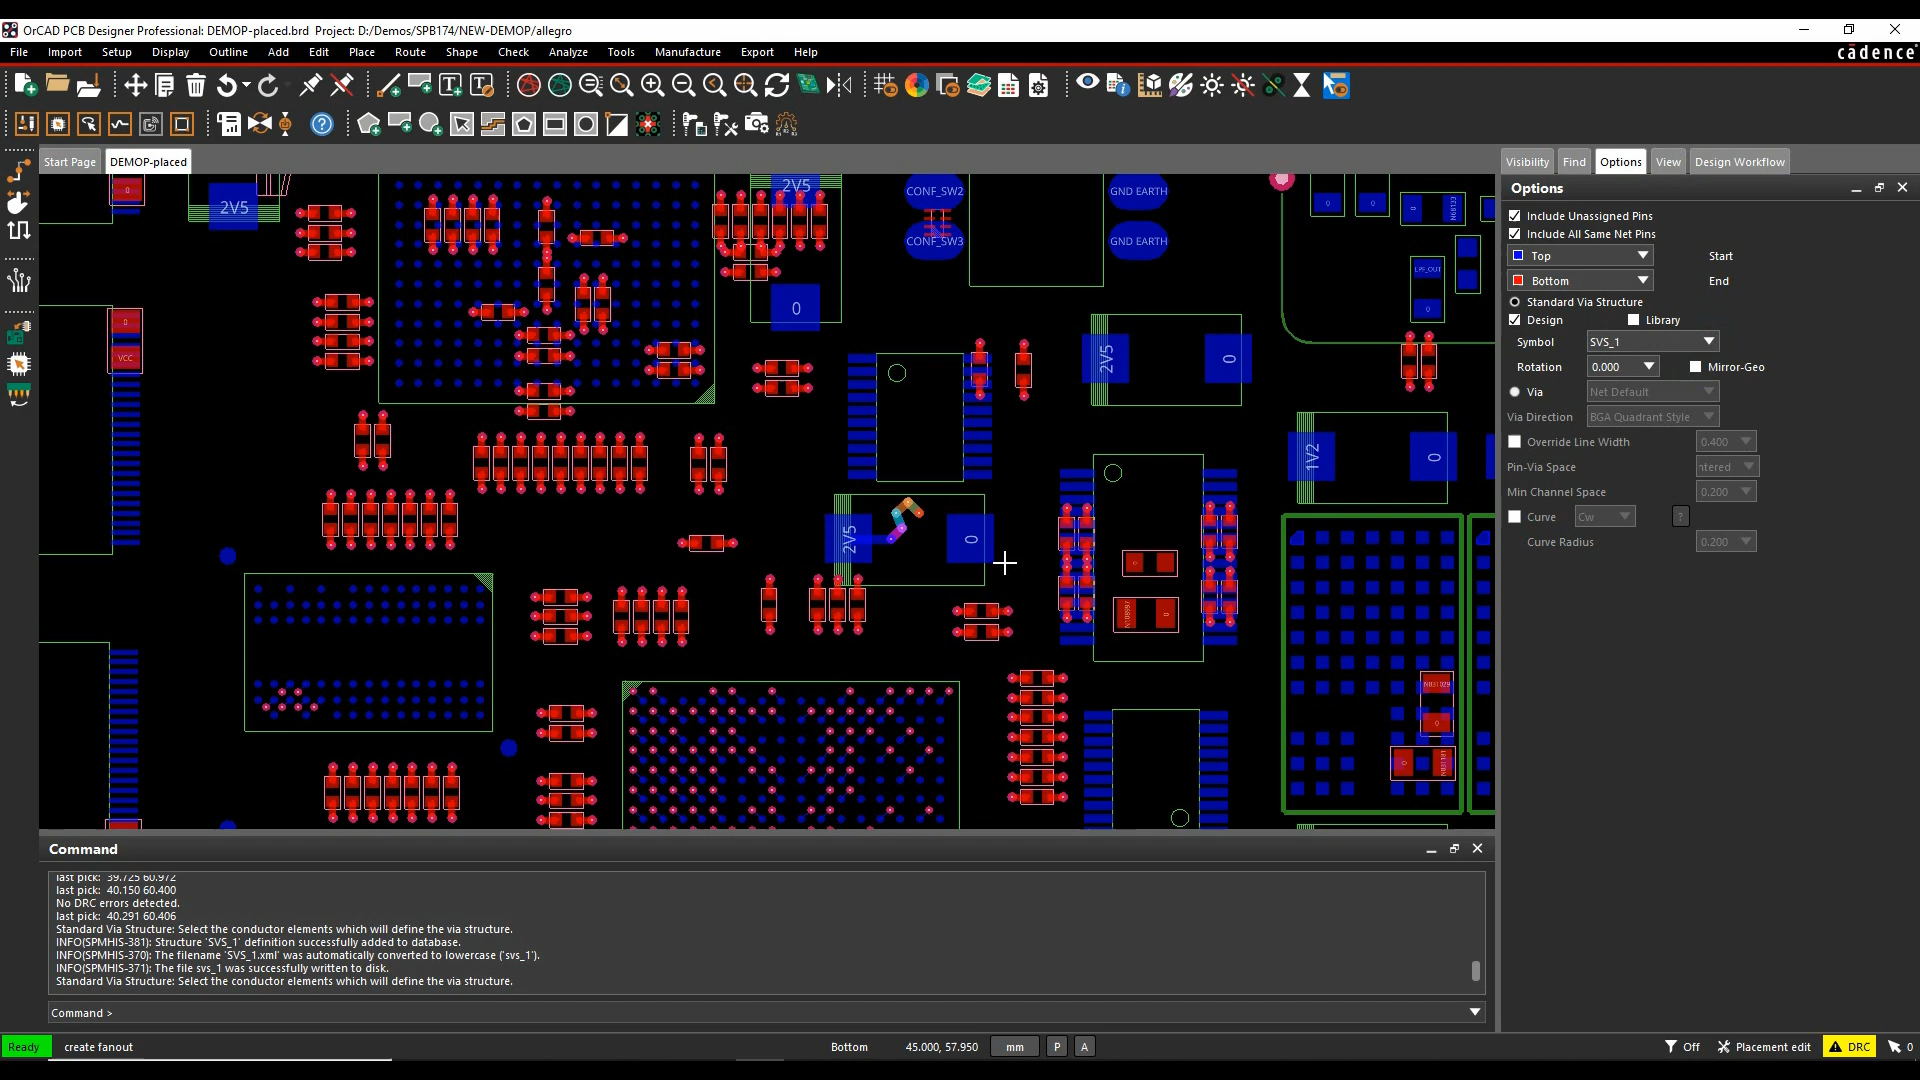 OrCAD PCB Designer Professional: DEMOP-placed.brd  Project: D:/Demos/SPB174/NEW-DEMOP/allegro
File Import Setup Display Outline Add Edit Place Route Shape Check Analyze Tools Manufacture Export Help
cādence
Start Page DEMOP-placed
Visibility Find Options View Design Workflow
Options
Include Unassigned Pins
Include All Same Net Pins
Top Start
Bottom End
Standard Via Structure
Design Library
Symbol SVS_1
Rotation 0.000 Mirror-Geo
Via Net Default
Via Direction BGA Quadrant Style
Override Line Width 0.400
Pin-Via Space ntered
Min Channel Space 0.200
Curve Cw ?
Curve Radius 0.200
2V5 2V5 CONF_SW2 GND EARTH
CONF_SW3 GND EARTH
LPF_OUT
0
VCC
2V5 0
1V2 0
2V5 0
Command
last pick:  39.725 60.972
last pick:  40.150 60.400
No DRC errors detected.
last pick:  40.291 60.406
Standard Via Structure: Select the conductor elements which will define the via structure.
INFO(SPMHIS-381): Structure 'SVS_1' definition successfully added to database.
INFO(SPMHIS-370): The filename 'SVS_1.xml' was automatically converted to lowercase ('svs_1').
INFO(SPMHIS-371): The file svs_1 was successfully written to disk.
Standard Via Structure: Select the conductor elements which will define the via structure.
Command >
Ready create fanout Bottom 45.000, 57.950 mm P A Off Placement edit DRC 0